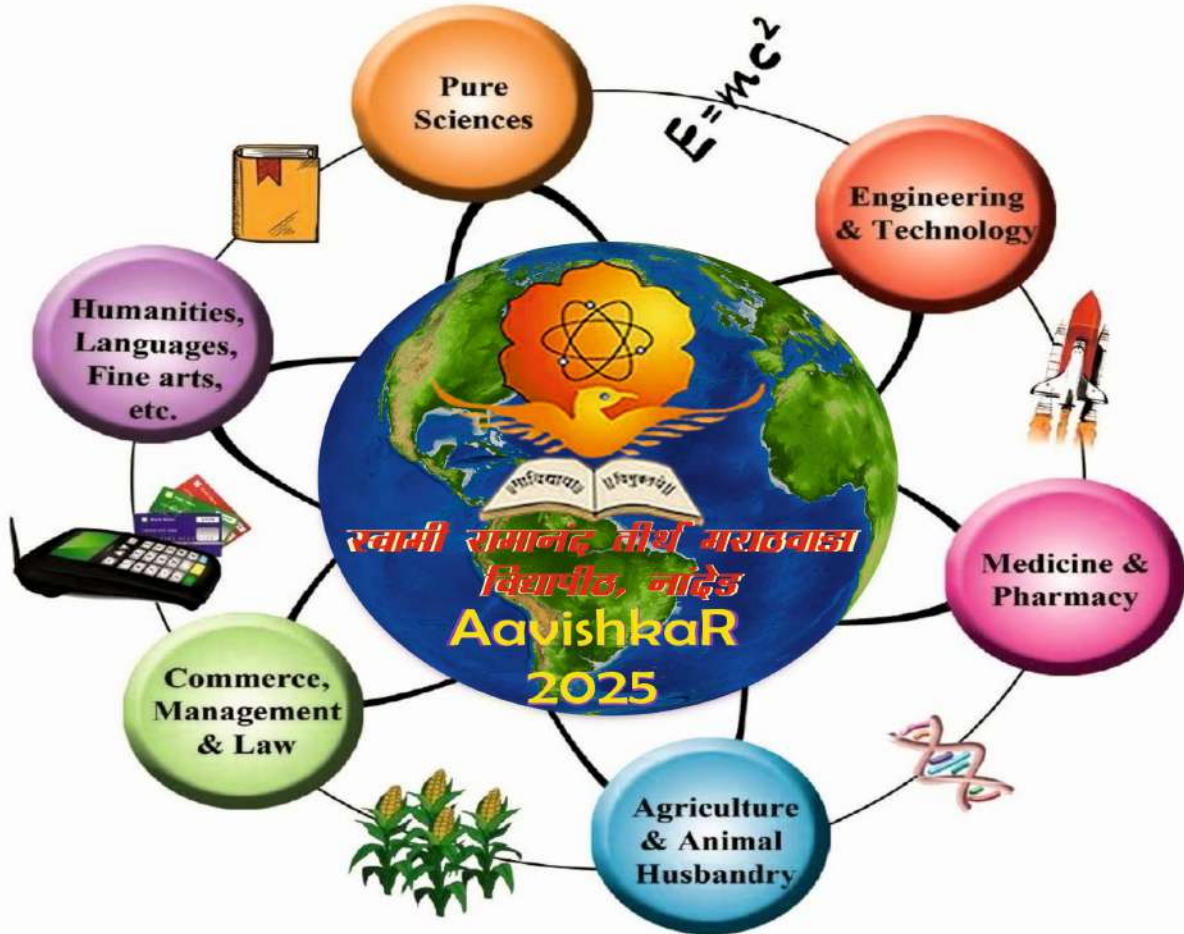 Pure
Sciences
E=mc²
Engineering
& Technology
Humanities,
Languages,
Fine arts,
etc.
॥साविद्याया॥ ॥विमुक्तये॥
स्वामी रामानंद तीर्थ मराठवाडा
विद्यापीठ, नांदेड
AavishkaR
2025
Medicine &
Pharmacy
Commerce,
Management
& Law
Agriculture
& Animal
Husbandry